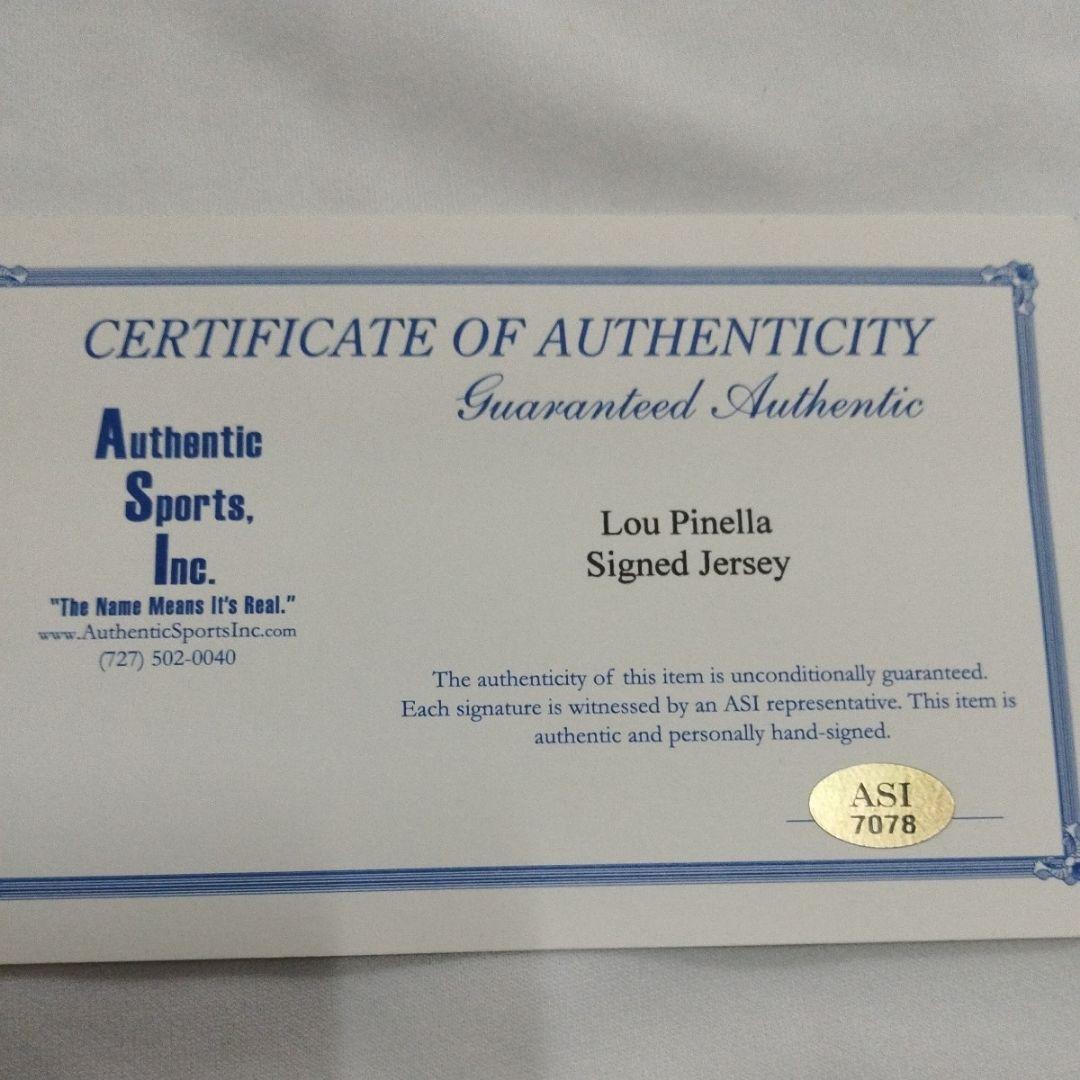 CERTIFICATE OF AUTHENTICITY
Guaranteed Authentic
Authentic
Sports,
Inc.
"The Name Means It's Real."
www.AuthenticSportsInc.com
(727) 502-0040
Lou Pinella
Signed Jersey
The authenticity of this item is unconditionally guaranteed.
Each signature is witnessed by an ASI representative. This item is
authentic and personally hand-signed.
ASI
7078